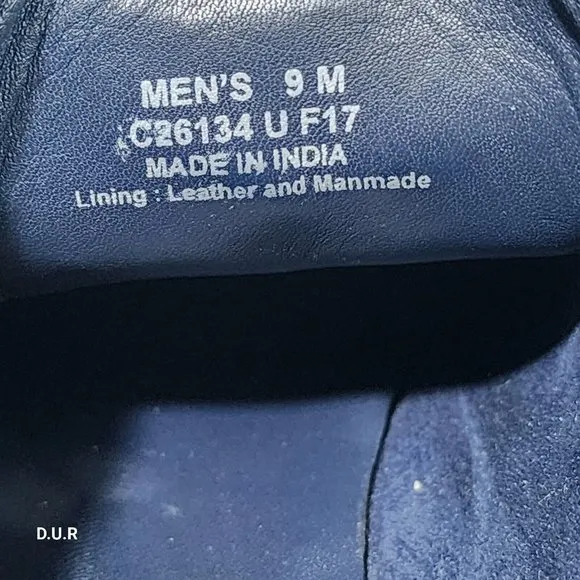 MEN'S 9 M
C26134 U F17
MADE IN INDIA
Lining : Leather and Manmade
D.U.R